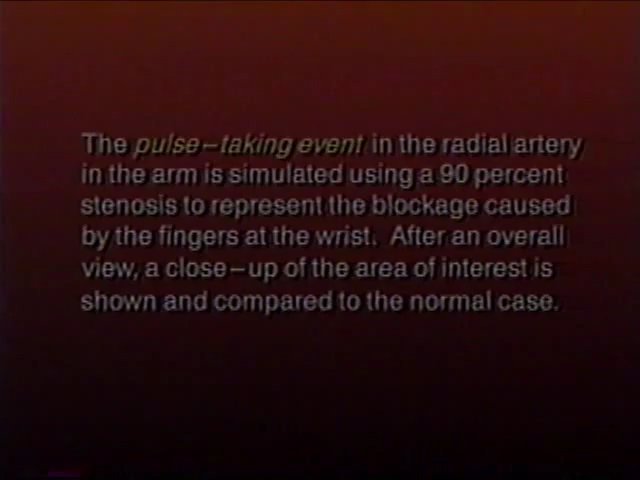 The pulse–taking event in the radial artery
in the arm is simulated using a 90 percent
stenosis to represent the blockage caused
by the fingers at the wrist. After an overall
view, a close–up of the area of interest is
shown and compared to the normal case.